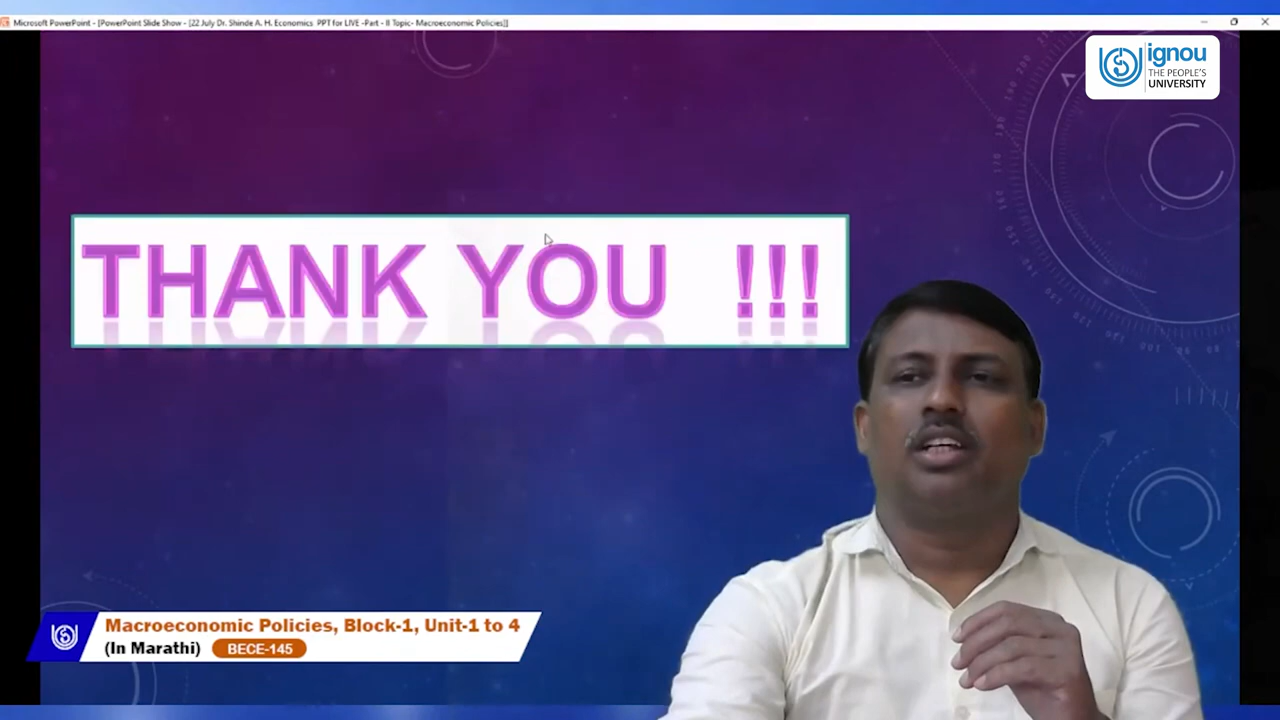 Microsoft PowerPoint - [PowerPoint Slide Show - [22 July Dr. Shinde A. H. Economics PPT for LIVE -Part - II Topic- Macroeconomic Policies]]
ignou
THE PEOPLE'S
UNIVERSITY
THANK YOU !!!
Macroeconomic Policies, Block-1, Unit-1 to 4
(In Marathi) BECE-145